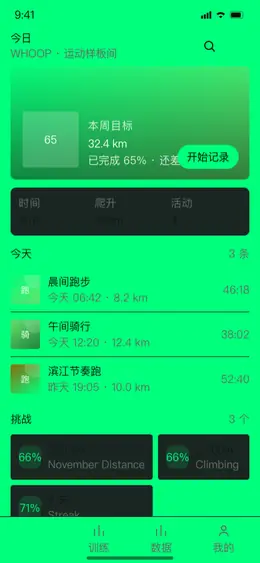 9:41
今日
WHOOP · 运动样板间
65
本周目标
32.4 km
已完成 65% · 还差
开始记录
时间
爬升
活动
今天
3 条
跑
晨间跑步
今天 06:42 · 8.2 km
46:18
骑
午间骑行
今天 12:20 · 12.4 km
38:02
跑
滨江节奏跑
昨天 19:05 · 10.0 km
52:40
挑战
3 个
66%
November Distance
66%
Climbing
71%
Streak
训练
数据
我的